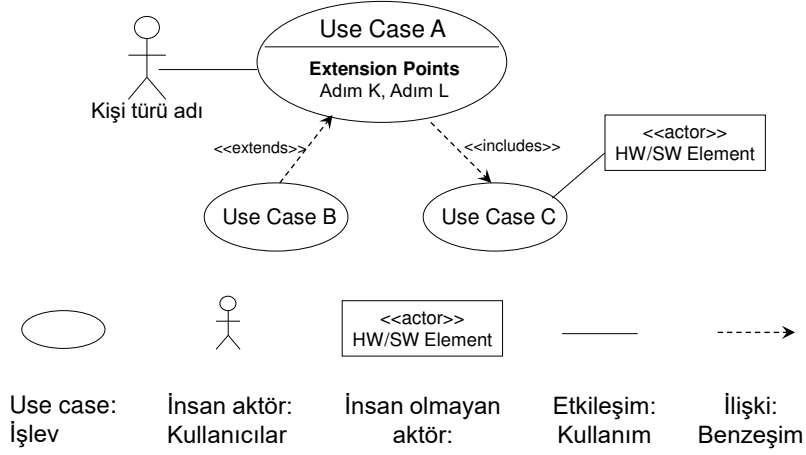 Use Case A
Extension Points
Adım K, Adım L
Kişi türü adı
<<extends>>
<<includes>>
<<actor>>
HW/SW Element
Use Case B
Use Case C
<<actor>>
HW/SW Element
Use case:
İşlev
İnsan aktör:
Kullanıcılar
İnsan olmayan
aktör:
Etkileşim:
Kullanım
İlişki:
Benzeşim